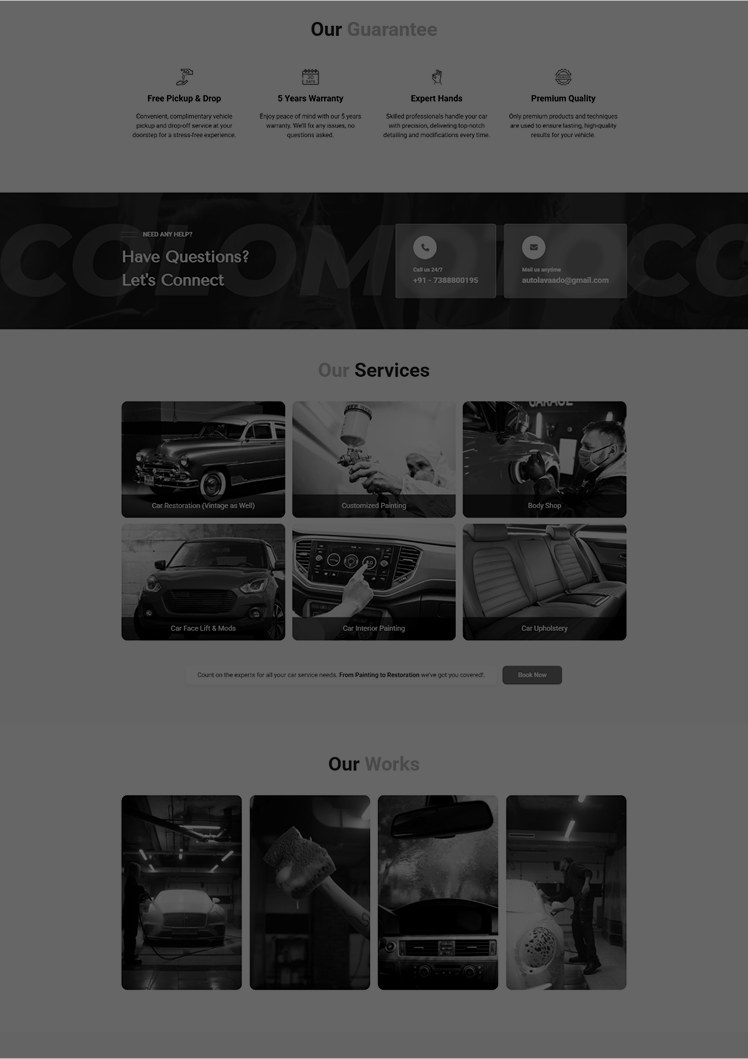 Our Guarantee
Free Pickup & Drop
Convenient, complimentary vehicle
pickup and drop-off service at your
doorstep for a stress-free experience.
5 Years Warranty
Enjoy peace of mind with our 5 years
warranty. We'll fix any issues, no
questions asked.
Expert Hands
Skilled professionals handle your car
with precision, delivering top-notch
detailing and modifications every time.
Premium Quality
Only premium products and techniques
are used to ensure lasting, high-quality
results for your vehicle.
NEED ANY HELP?
Have Questions?
Let's Connect
Call us 24/7
+91 - 7388800195
Mail us anytime
autolavaado@gmail.com
Our Services
GARAGE
Car Restoration (Vintage as Well)
Customized Painting
Body Shop
Car Face Lift & Mods
Car Interior Painting
Car Upholstery
Count on the experts for all your car service needs. From Painting to Restoration we've got you covered!.
Book Now
Our Works